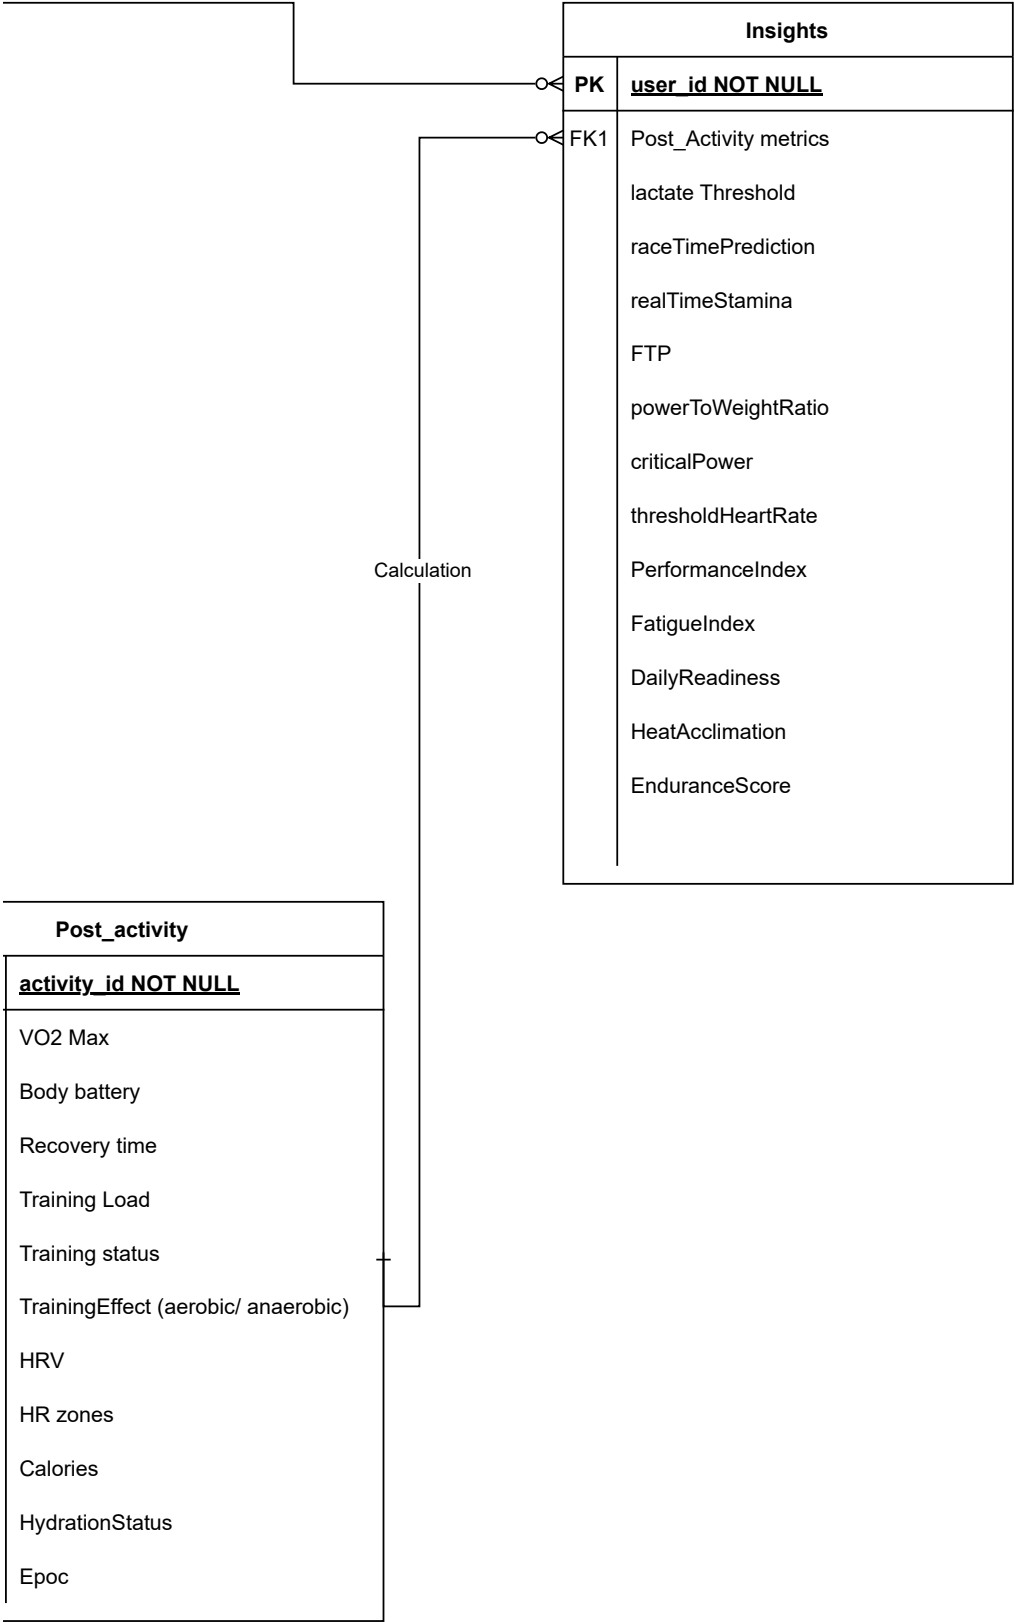 Insights
PK user_id NOT NULL
FK1 Post_Activity metrics
lactate Threshold
raceTimePrediction
realTimeStamina
FTP
powerToWeightRatio
criticalPower
thresholdHeartRate
PerformanceIndex
FatigueIndex
DailyReadiness
HeatAcclimation
EnduranceScore
Calculation
Post_activity
activity_id NOT NULL
VO2 Max
Body battery
Recovery time
Training Load
Training status
TrainingEffect (aerobic/ anaerobic)
HRV
HR zones
Calories
HydrationStatus
Epoc